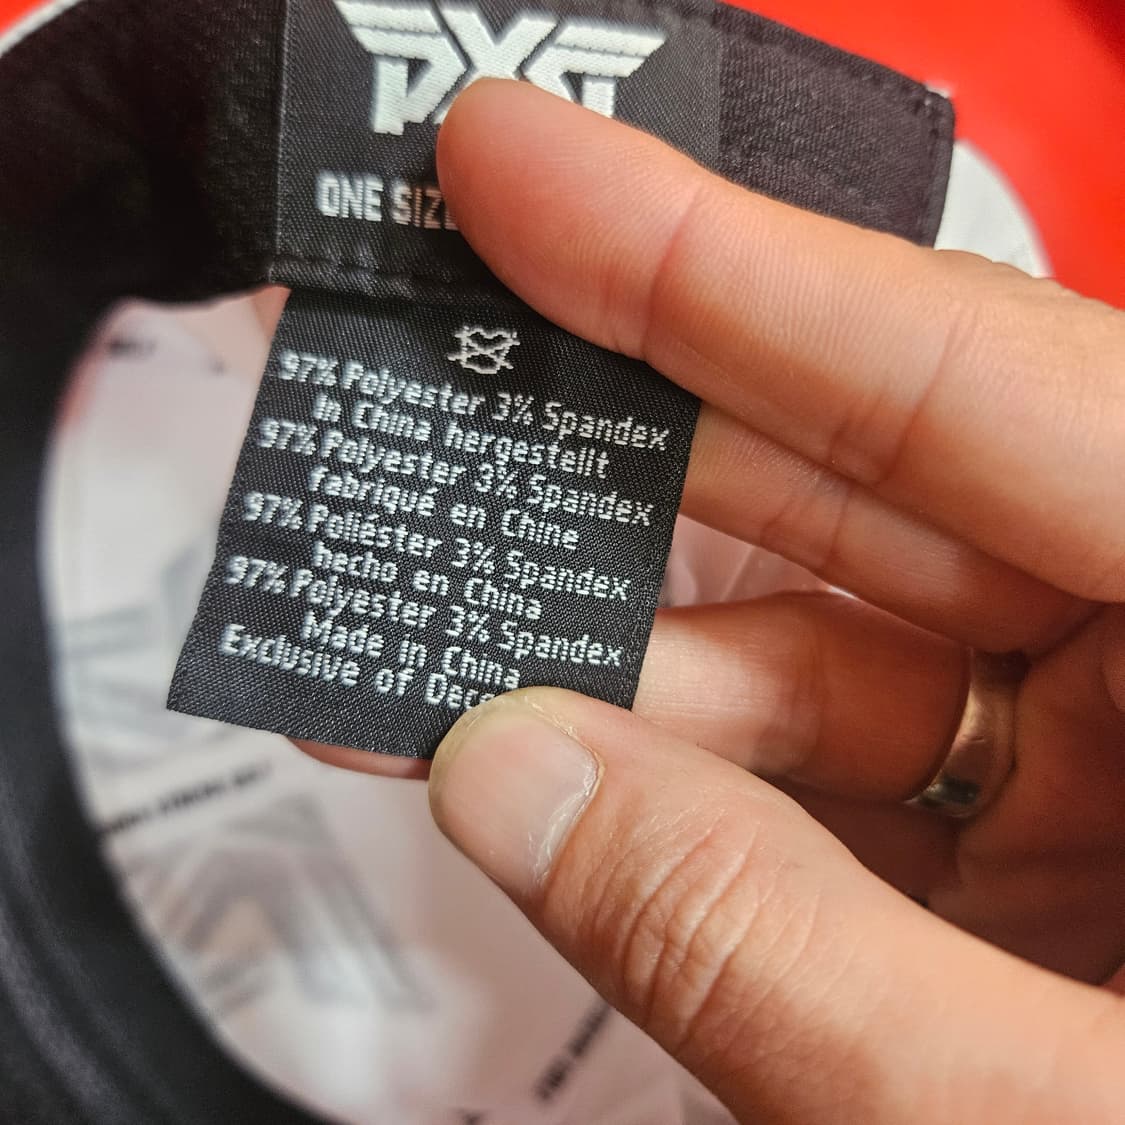 PXG
ONE
97% Polyester 3% Spandex
in China hergestellt
97% Polyester 3% Spandex
fabriqué en Chine
97% Poliéster 3% Spandex
hecho en China
97% Polyester 3% Spandex
Made in China
Exclusive of